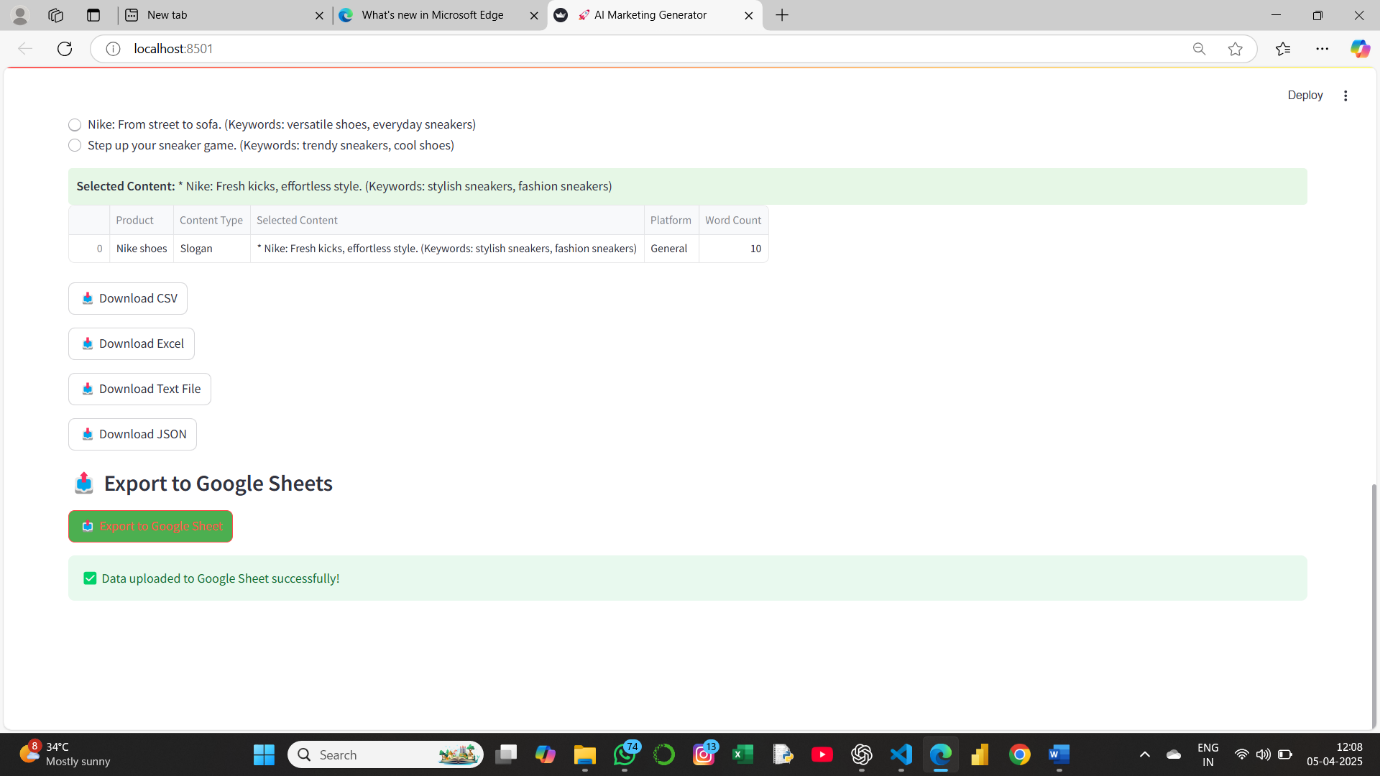 New tab
What's new in Microsoft Edge
AI Marketing Generator
localhost:8501
Deploy
Nike: From street to sofa. (Keywords: versatile shoes, everyday sneakers)
Step up your sneaker game. (Keywords: trendy sneakers, cool shoes)
Selected Content: * Nike: Fresh kicks, effortless style. (Keywords: stylish sneakers, fashion sneakers)
Product Content Type Selected Content Platform Word Count
0 Nike shoes Slogan * Nike: Fresh kicks, effortless style. (Keywords: stylish sneakers, fashion sneakers) General 10
Download CSV
Download Excel
Download Text File
Download JSON
Export to Google Sheets
Export to Google Sheet
Data uploaded to Google Sheet successfully!
8
34°C
Mostly sunny
Search
74
13
ENG
IN
12:08
05-04-2025